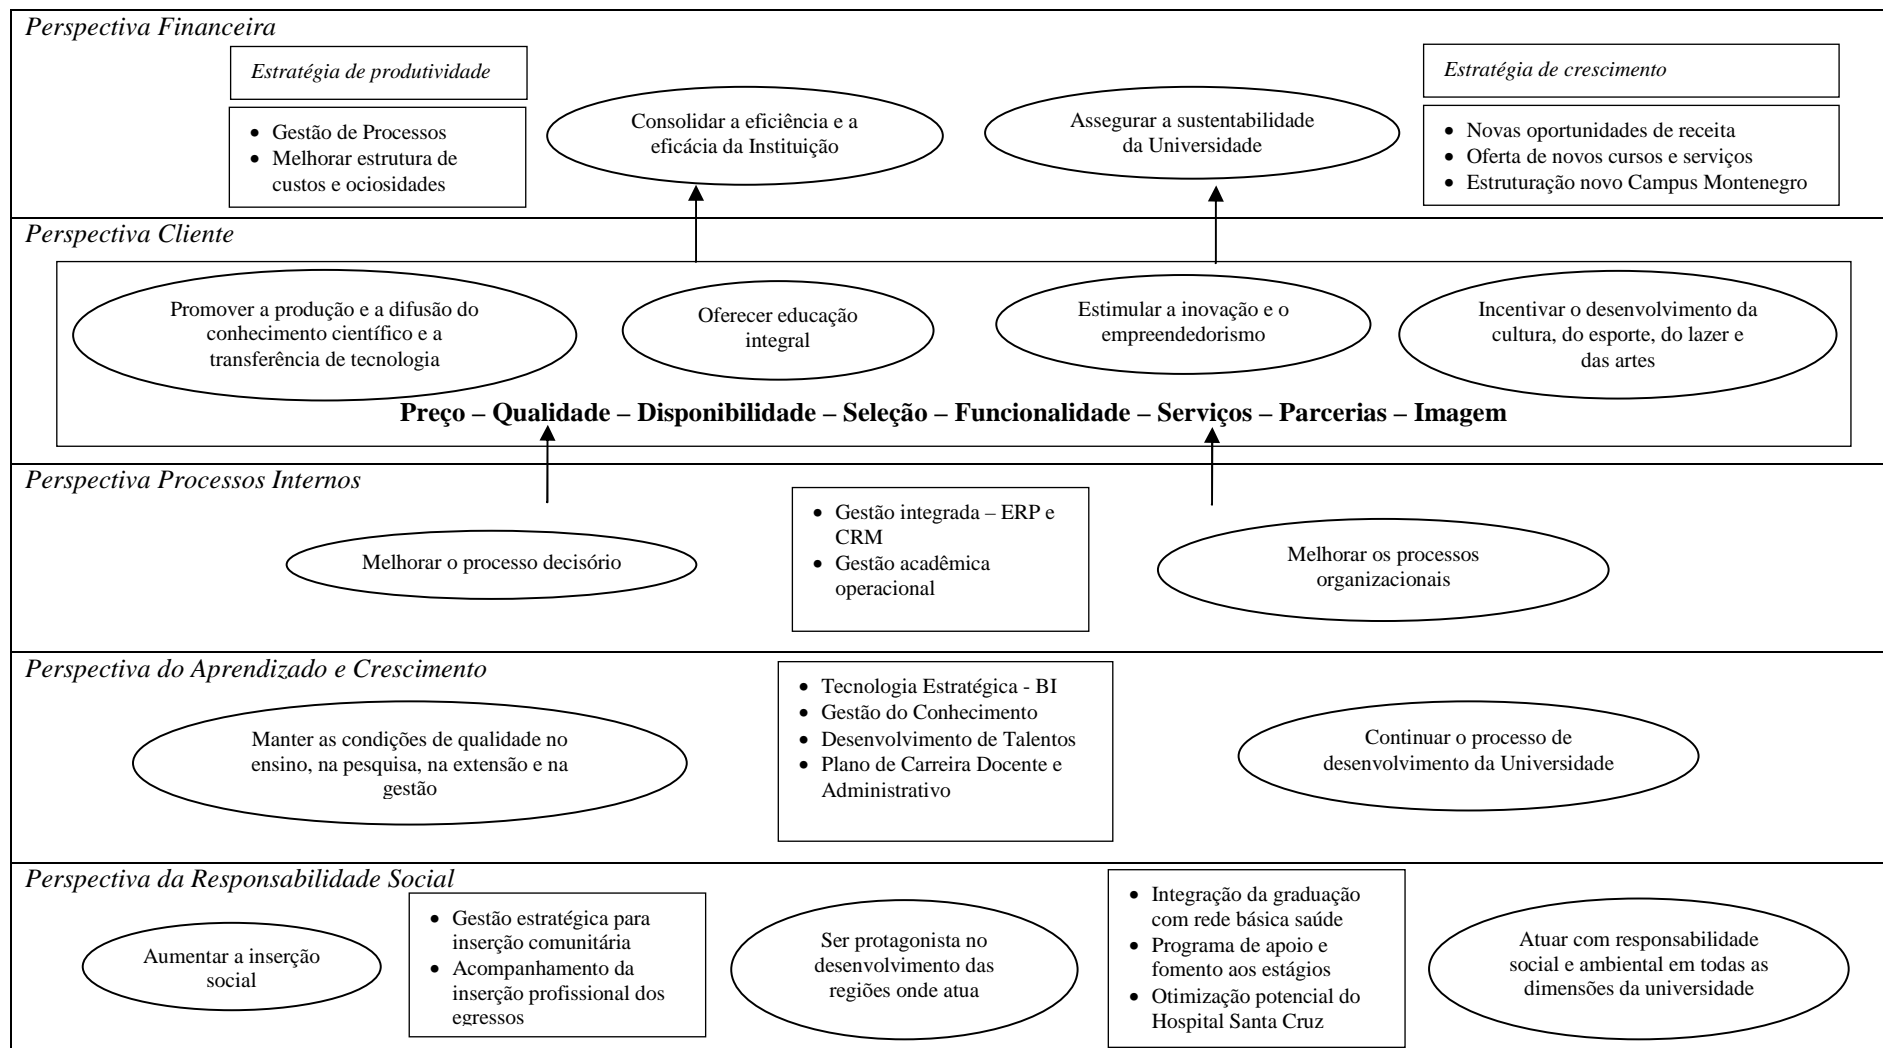 Perspectiva Financeira
Estratégia de produtividade
• Gestão de Processos
• Melhorar estrutura de
custos e ociosidades
Consolidar a eficiência e a
eficácia da Instituição
Assegurar a sustentabilidade
da Universidade
Estratégia de crescimento
• Novas oportunidades de receita
• Oferta de novos cursos e serviços
• Estruturação novo Campus Montenegro
Perspectiva Cliente
Promover a produção e a difusão do
conhecimento científico e a
transferência de tecnologia
Oferecer educação
integral
Estimular a inovação e o
empreendedorismo
Incentivar o desenvolvimento da
cultura, do esporte, do lazer e
das artes
Preço – Qualidade – Disponibilidade – Seleção – Funcionalidade – Serviços – Parcerias – Imagem
Perspectiva Processos Internos
Melhorar o processo decisório
• Gestão integrada – ERP e
CRM
• Gestão acadêmica
operacional
Melhorar os processos
organizacionais
Perspectiva do Aprendizado e Crescimento
Manter as condições de qualidade no
ensino, na pesquisa, na extensão e na
gestão
• Tecnologia Estratégica - BI
• Gestão do Conhecimento
• Desenvolvimento de Talentos
• Plano de Carreira Docente e
Administrativo
Continuar o processo de
desenvolvimento da Universidade
Perspectiva da Responsabilidade Social
Aumentar a inserção
social
• Gestão estratégica para
inserção comunitária
• Acompanhamento da
inserção profissional dos
egressos
Ser protagonista no
desenvolvimento das
regiões onde atua
• Integração da graduação
com rede básica saúde
• Programa de apoio e
fomento aos estágios
• Otimização potencial do
Hospital Santa Cruz
Atuar com responsabilidade
social e ambiental em todas as
dimensões da universidade